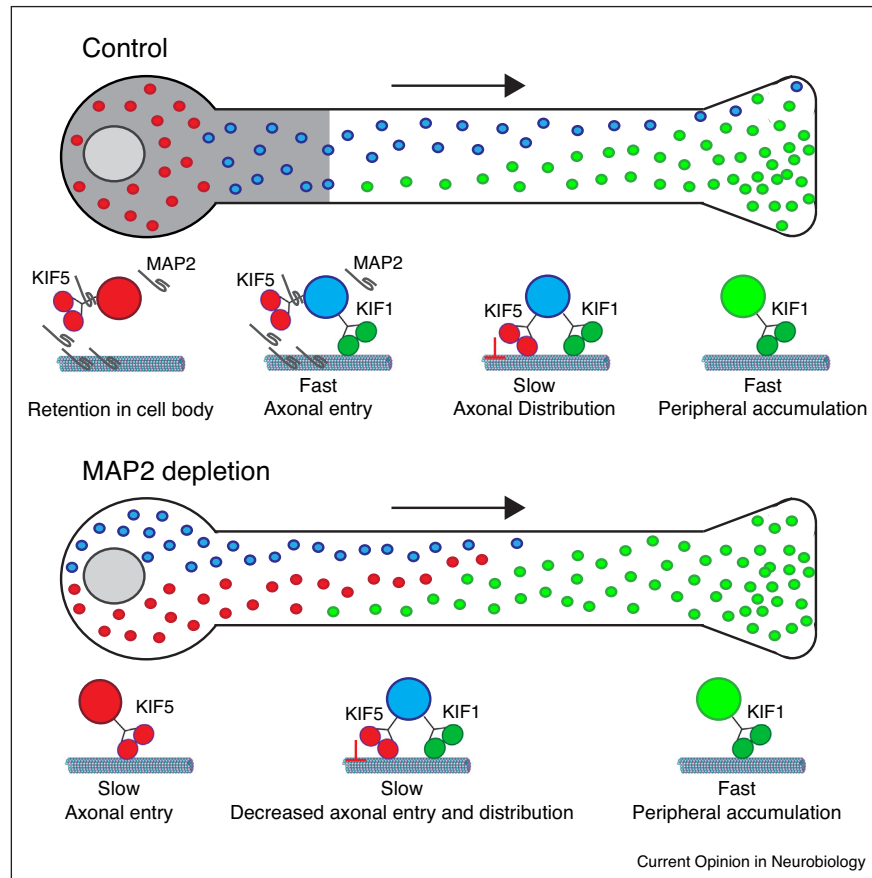 Control
KIF5
MAP2
KIF5
MAP2
KIF1
KIF5
KIF1
KIF1
Retention in cell body
Fast
Axonal entry
Slow
Axonal Distribution
Fast
Peripheral accumulation
MAP2 depletion
KIF5
KIF5
KIF1
KIF1
Slow
Axonal entry
Slow
Decreased axonal entry and distribution
Fast
Peripheral accumulation
Current Opinion in Neurobiology